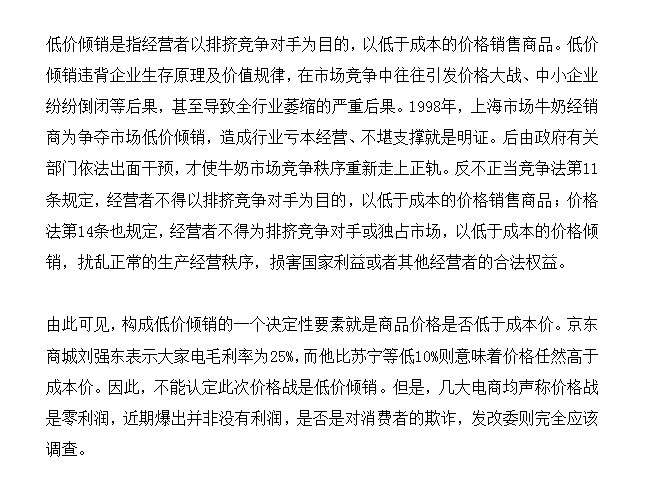 低价倾销是指经营者以排挤竞争对手为目的，以低于成本的价格销售商品。低价
倾销违背企业生存原理及价值规律，在市场竞争中往往引发价格大战、中小企业
纷纷倒闭等后果，甚至导致全行业萎缩的严重后果。1998年，上海市场牛奶经销
商为争夺市场低价倾销，造成行业亏本经营、不堪支撑就是明证。后由政府有关
部门依法出面干预，才使牛奶市场竞争秩序重新走上正轨。反不正当竞争法第11
条规定，经营者不得以排挤竞争对手为目的，以低于成本的价格销售商品；价格
法第14条也规定，经营者不得为排挤竞争对手或独占市场，以低于成本的价格倾
销，扰乱正常的生产经营秩序，损害国家利益或者其他经营者的合法权益。
由此可见，构成低价倾销的一个决定性要素就是商品价格是否低于成本价。京东
商城刘强东表示大家电毛利率为25%，而他比苏宁等低10%则意味着价格任然高于
成本价。因此，不能认定此次价格战是低价倾销。但是，几大电商均声称价格战
是零利润，近期爆出并非没有利润，是否是对消费者的欺诈，发改委则完全应该
调查。